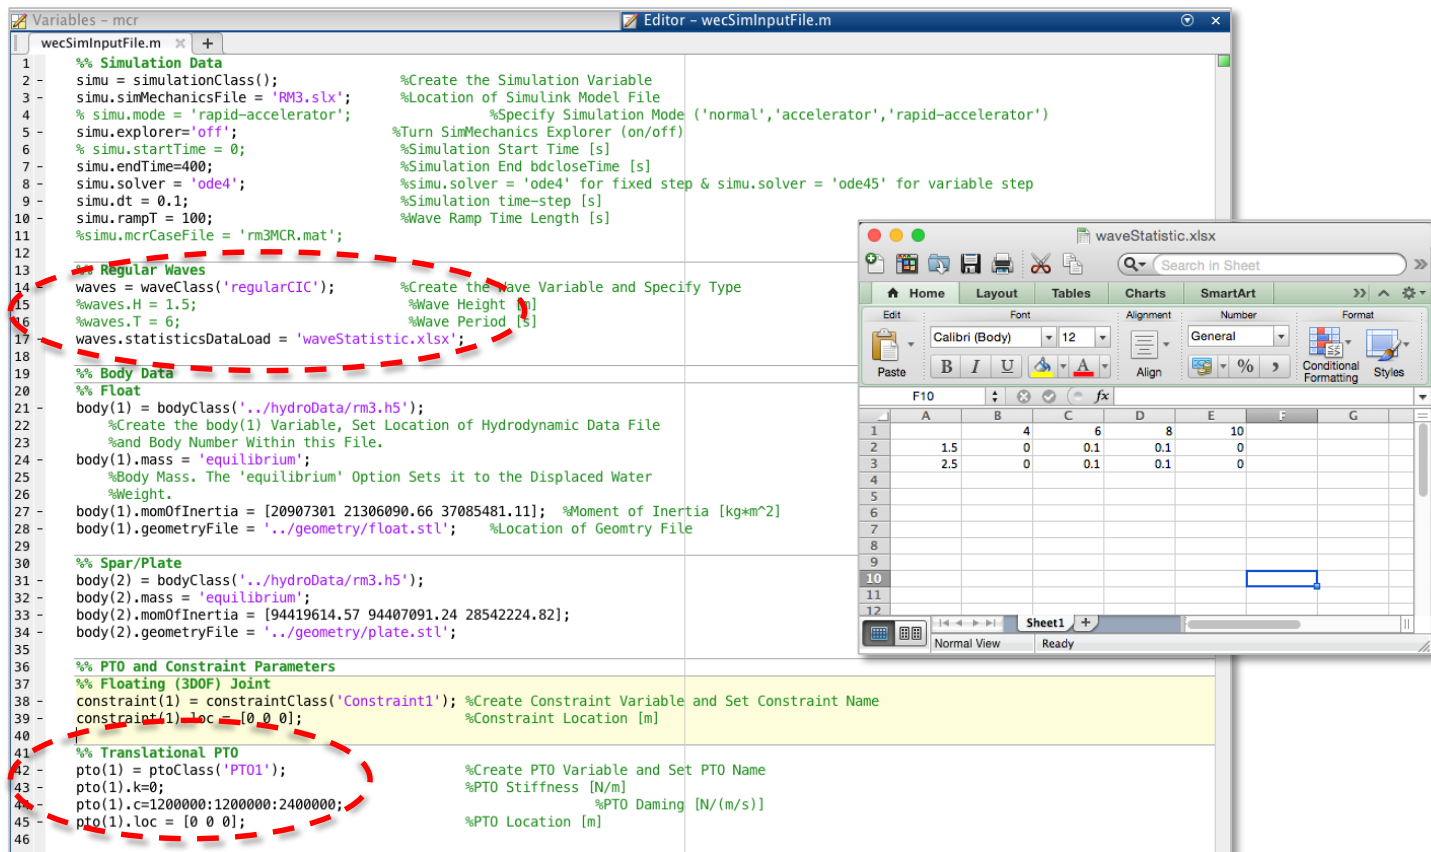 Variables - mcr
Editor - wecSimInputFile.m
wecSimInputFile.m
1 %% Simulation Data
2 - simu = simulationClass(); %Create the Simulation Variable
3 - simu.simMechanicsFile = 'RM3.slx'; %Location of Simulink Model File
4 % simu.mode = 'rapid-accelerator'; %Specify Simulation Mode ('normal','accelerator','rapid-accelerator')
5 - simu.explorer='off'; %Turn SimMechanics Explorer (on/off)
6 % simu.startTime = 0; %Simulation Start Time [s]
7 - simu.endTime=400; %Simulation End bdcloseTime [s]
8 - simu.solver = 'ode4'; %simu.solver = 'ode4' for fixed step & simu.solver = 'ode45' for variable step
9 - simu.dt = 0.1; %Simulation time-step [s]
10 - simu.rampT = 100; %Wave Ramp Time Length [s]
11 %simu.mcrCaseFile = 'rm3MCR.mat';
12
13 %% Regular Waves
14 - waves = waveClass('regularCIC'); %Create the Wave Variable and Specify Type
15 %waves.H = 1.5; %Wave Height [m]
16 %waves.T = 6; %Wave Period [s]
17 - waves.statisticsDataLoad = 'waveStatistic.xlsx';
18
19 %% Body Data
20 %% Float
21 - body(1) = bodyClass('../hydroData/rm3.h5');
22 %Create the body(1) Variable, Set Location of Hydrodynamic Data File
23 %and Body Number Within this File.
24 - body(1).mass = 'equilibrium';
25 %Body Mass. The 'equilibrium' Option Sets it to the Displaced Water
26 %Weight.
27 - body(1).momOfInertia = [20907301 21306090.66 37085481.11]; %Moment of Inertia [kg*m^2]
28 - body(1).geometryFile = '../geometry/float.stl'; %Location of Geomtry File
29
30 %% Spar/Plate
31 - body(2) = bodyClass('../hydroData/rm3.h5');
32 - body(2).mass = 'equilibrium';
33 - body(2).momOfInertia = [94419614.57 94407091.24 28542224.82];
34 - body(2).geometryFile = '../geometry/plate.stl';
35
36 %% PTO and Constraint Parameters
37 %% Floating (3DOF) Joint
38 - constraint(1) = constraintClass('Constraint1'); %Create Constraint Variable and Set Constraint Name
39 - constraint(1).loc = [0 0 0]; %Constraint Location [m]
40
41 %% Translational PTO
42 - pto(1) = ptoClass('PTO1'); %Create PTO Variable and Set PTO Name
43 - pto(1).k=0; %PTO Stiffness [N/m]
44 - pto(1).c=1200000:1200000:2400000; %PTO Daming [N/(m/s)]
45 - pto(1).loc = [0 0 0]; %PTO Location [m]
46
waveStatistic.xlsx
Search in Sheet
Home Layout Tables Charts SmartArt
Edit Font Alignment Number Format
Calibri (Body) 12 General
Paste B I U A Align % Conditional Formatting Styles
F10 fx
A B C D E F G
1 4 6 8 10
2 1.5 0 0.1 0.1 0
3 2.5 0 0.1 0.1 0
4
5
6
7
8
9
10
11
12
Sheet1
Normal View Ready